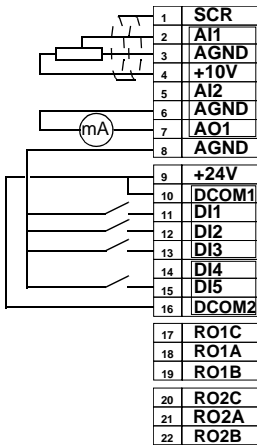 1 SCR
2 AI1
3 AGND
4 +10V
5 AI2
6 AGND
mA
7 AO1
8 AGND
9 +24V
10 DCOM1
11 DI1
12 DI2
13 DI3
14 DI4
15 DI5
16 DCOM2
17 RO1C
18 RO1A
19 RO1B
20 RO2C
21 RO2A
22 RO2B